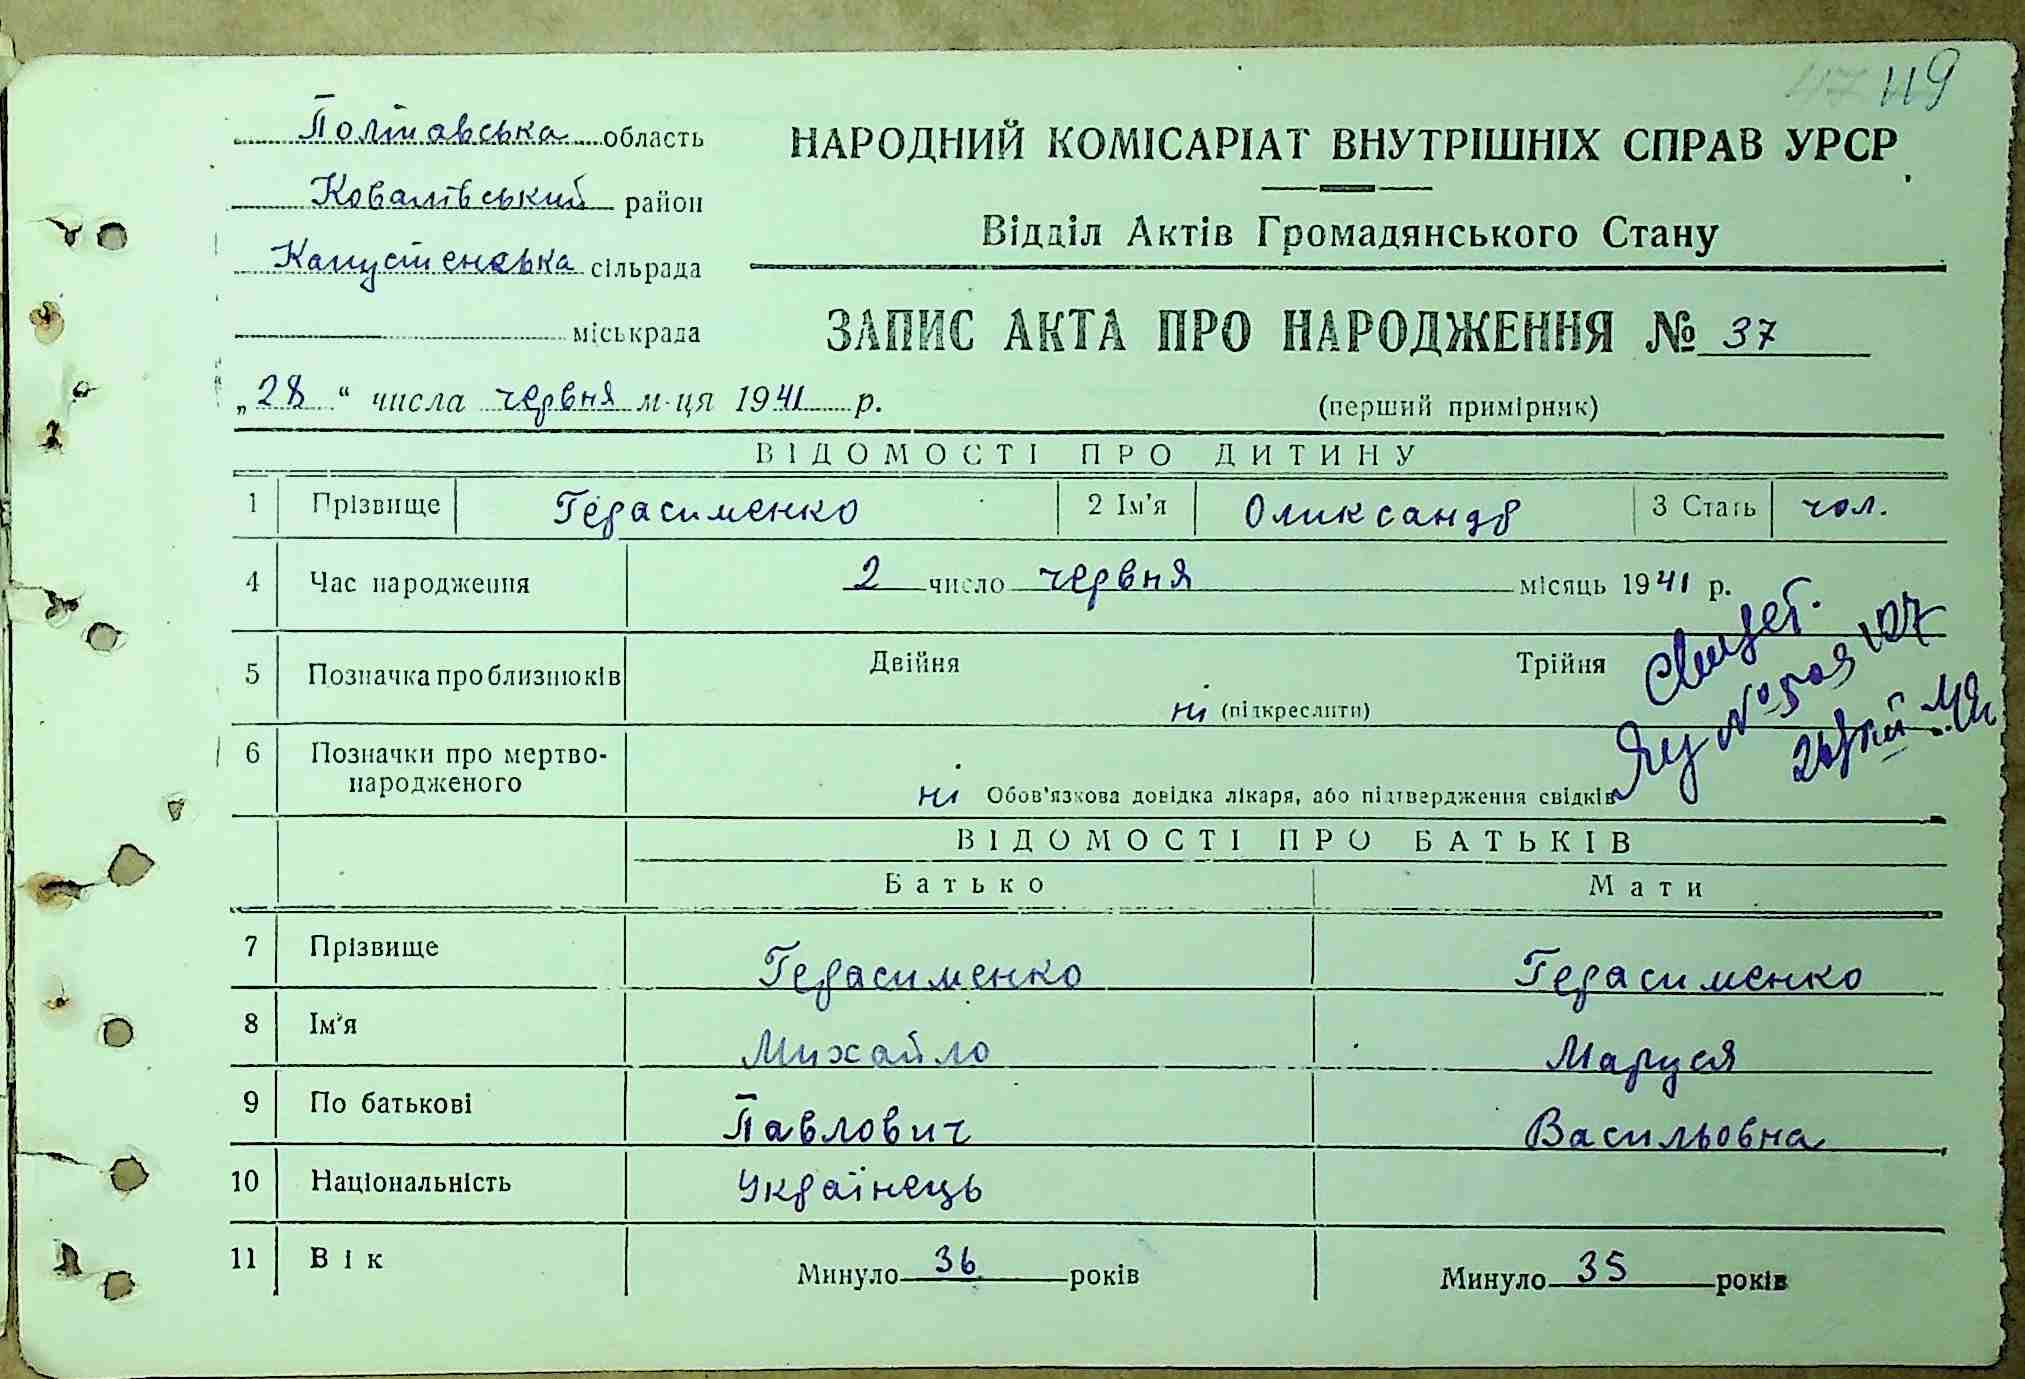 119
Полтавська область
НАРОДНИЙ КОМІСАРІАТ ВНУТРІШНІХ СПРАВ УРСР
Ковалівський район
Відділ Актів Громадянського Стану
Капустенська сільрада
міськрада
ЗАПИС АКТА ПРО НАРОДЖЕННЯ № 37
„28“ числа червня м-ця 1941 р.
(перший примірник)
ВІДОМОСТІ ПРО ДИТИНУ
1 Прізвище Герасименко 2 Ім'я Олександр 3 Стать чол.
4 Час народження 2 число червня місяць 1941 р.
5 Позначка про близнюків Двійня Трійня
ні (підкреслити)
6 Позначки про мертво-
народженого
ні Обов'язкова довідка лікаря, або підтвердження свідків
ВІДОМОСТІ ПРО БАТЬКІВ
Батько Мати
7 Прізвище Герасименко Герасименко
8 Ім'я Михайло Маруся
9 По батькові Павлович Васильовна
10 Національність Українець
11 Вік Минуло 36 років Минуло 35 років